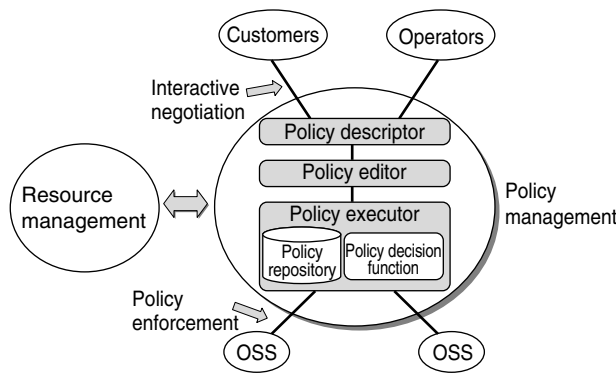 Customers
Operators
Interactive
negotiation
Policy descriptor
Policy editor
Resource
management
Policy
management
Policy executor
Policy
repository
Policy decision
function
Policy
enforcement
OSS
OSS